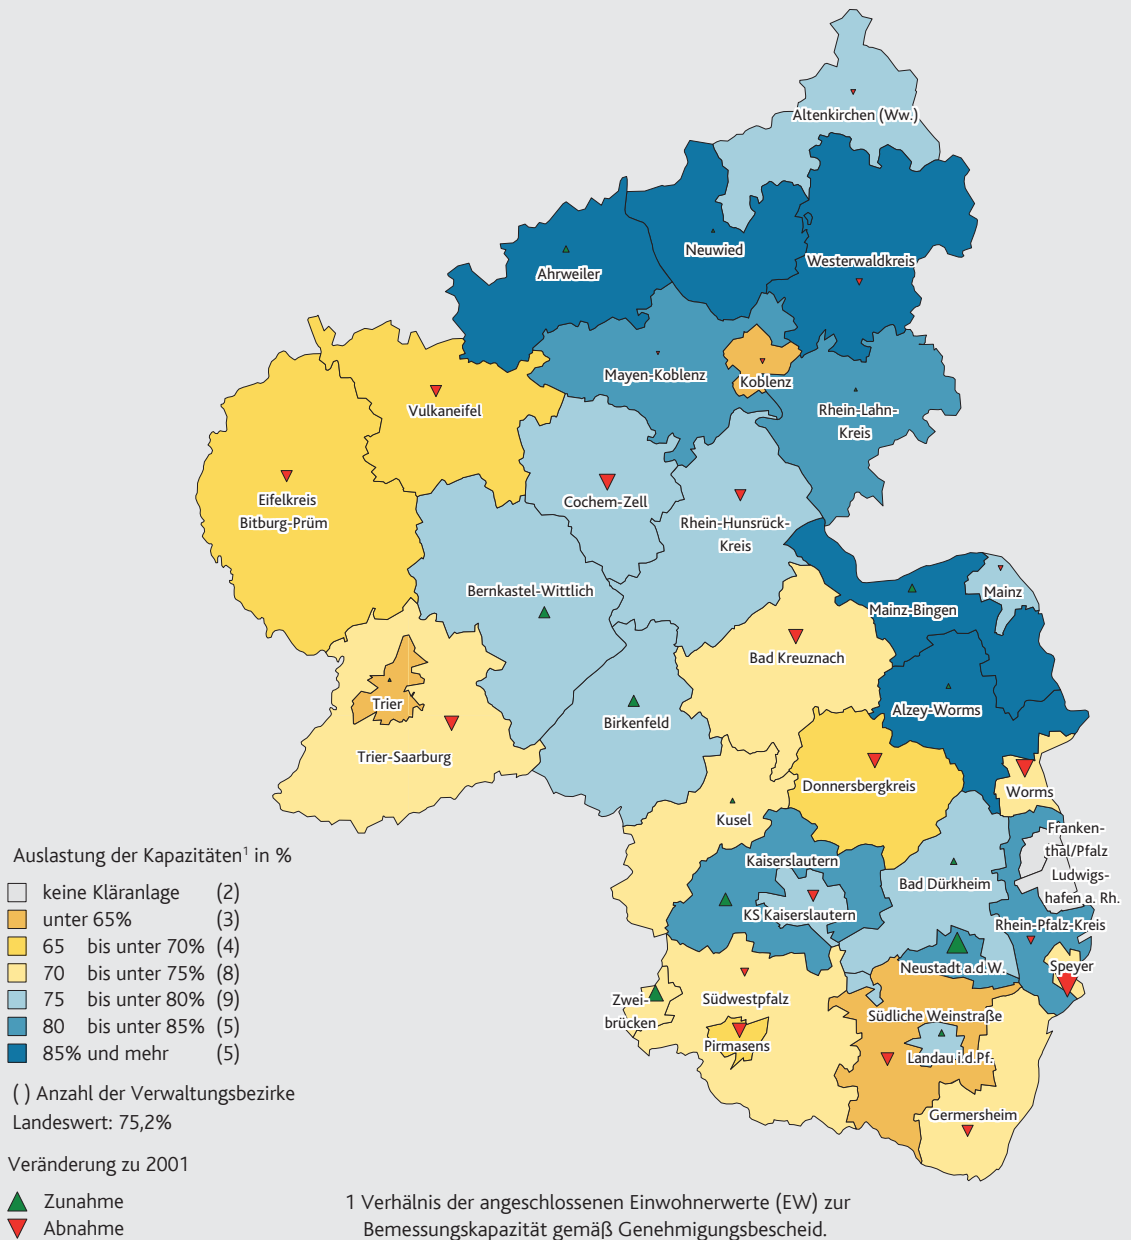 Altenkirchen (Ww.)
Neuwied
Westerwaldkreis
Ahrweiler
Mayen-Koblenz
Koblenz
Rhein-Lahn-
Kreis
Vulkaneifel
Eifelkreis
Bitburg-Prüm
Cochem-Zell
Rhein-Hunsrück-
Kreis
Bernkastel-Wittlich
Mainz
Mainz-Bingen
Bad Kreuznach
Trier
Alzey-Worms
Birkenfeld
Trier-Saarburg
Donnersbergkreis
Worms
Kusel
Franken-
thal/Pfalz
Kaiserslautern
Ludwigs-
hafen a. Rh.
Bad Dürkheim
KS Kaiserslautern
Rhein-Pfalz-Kreis
Neustadt a.d.W.
Speyer
Zwei-
brücken
Südwestpfalz
Südliche Weinstraße
Pirmasens
Landau i.d.Pf.
Germersheim
Auslastung der Kapazitäten¹ in %
keine Kläranlage (2)
unter 65% (3)
65 bis unter 70% (4)
70 bis unter 75% (8)
75 bis unter 80% (9)
80 bis unter 85% (5)
85% und mehr (5)
( ) Anzahl der Verwaltungsbezirke
Landeswert: 75,2%
Veränderung zu 2001
Zunahme
Abnahme
1 Verhälnis der angeschlossenen Einwohnerwerte (EW) zur
Bemessungskapazität gemäß Genehmigungsbescheid.